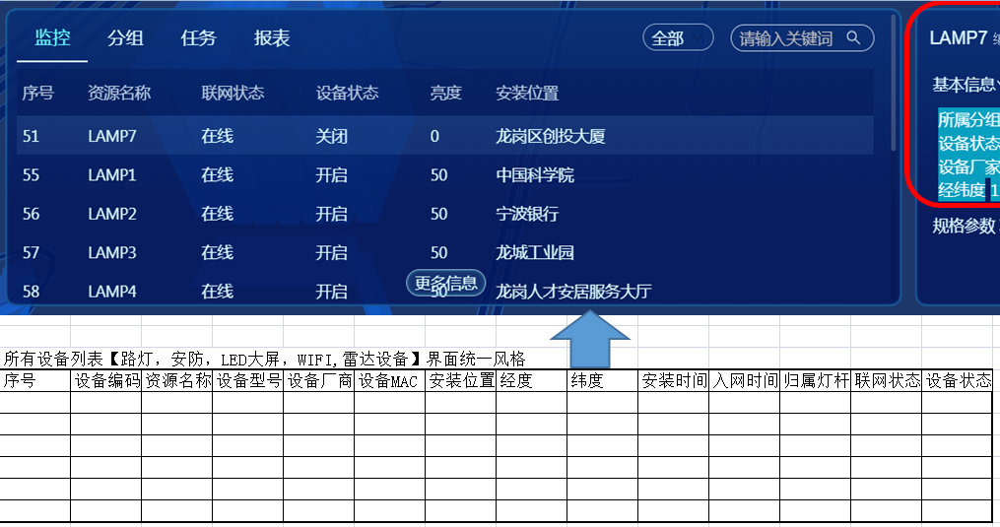 监控 分组 任务 报表 全部 请输入关键词
序号 资源名称 联网状态 设备状态 亮度 安装位置
51 LAMP7 在线 关闭 0 龙岗区创投大厦
55 LAMP1 在线 开启 50 中国科学院
56 LAMP2 在线 开启 50 宁波银行
57 LAMP3 在线 开启 50 龙城工业园
58 LAMP4 在线 开启 50 龙岗人才安居服务大厅
更多信息
LAMP7
基本信息
所属分组
设备状态
设备厂家
经纬度 1
规格参数
所有设备列表【路灯，安防，LED大屏，WIFI,雷达设备】界面统一风格
序号 设备编码 资源名称 设备型号 设备厂商 设备MAC 安装位置 经度 纬度 安装时间 入网时间 归属灯杆 联网状态 设备状态